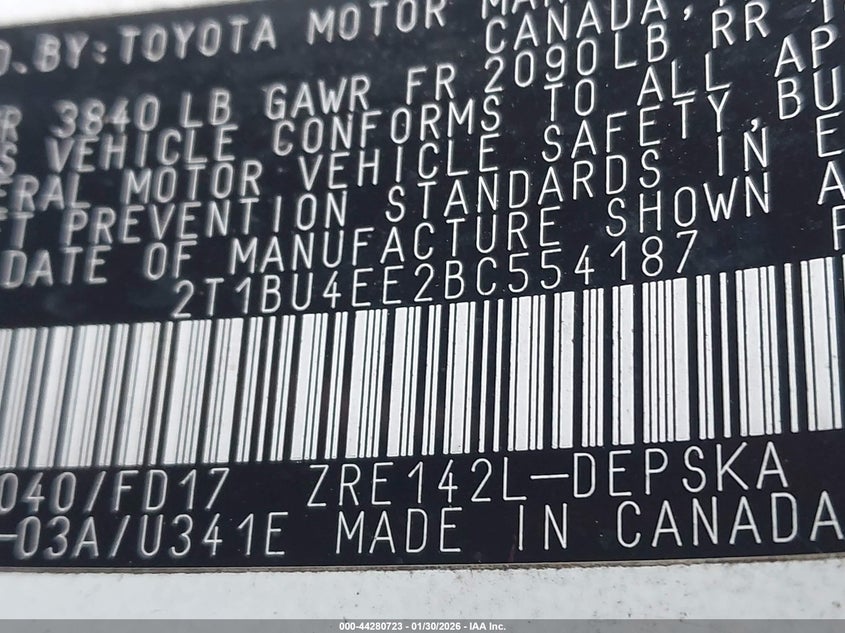 D.BY:TOYOTA MOTOR MAN
CANADA,
R 3840 LB GAWR FR 2090LB RR
S VEHICLE CONFORMS TO ALL AP
ERAL MOTOR VEHICLE SAFETY,BU
FT PREVENTION STANDARDS IN E
DATE OF MANUFACTURE SHOWN A
2T1BU4EE2BC554187
040/FD17 ZRE142L-DEPSKA
-03A/U341E MADE IN CANADA
000-44280723 - 01/30/2026 - IAA Inc.